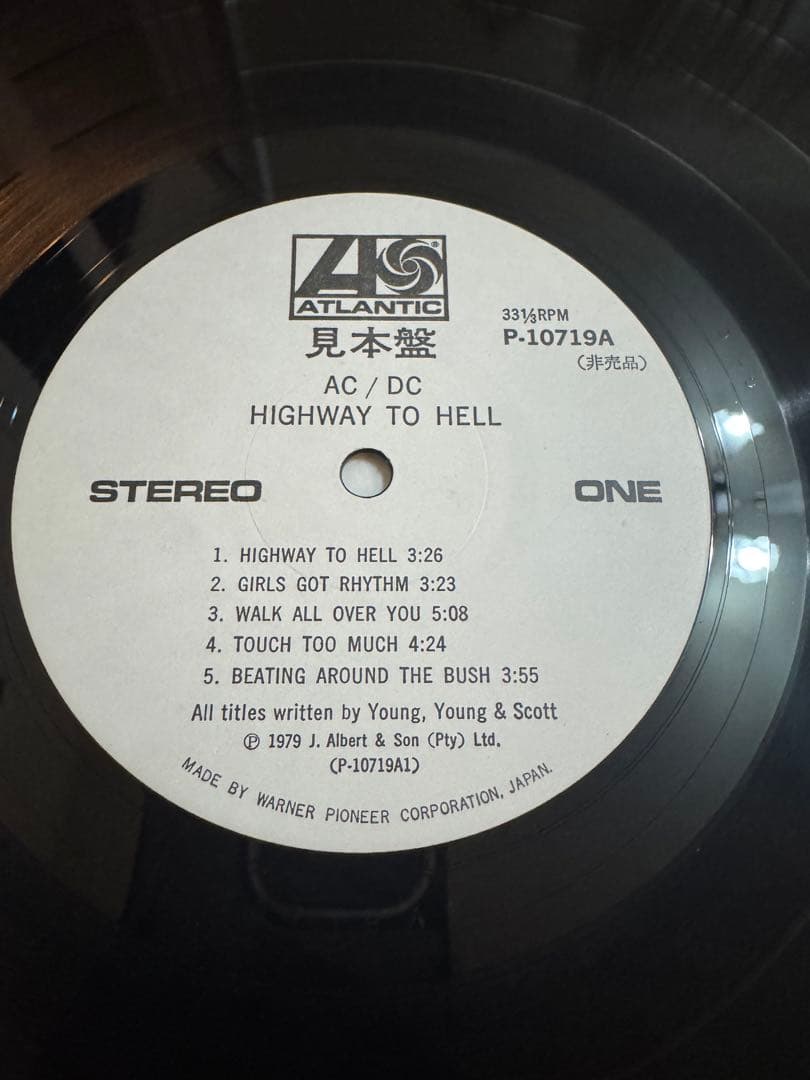 ATLANTIC
®
見本盤
33⅓RPM
P-10719A
(非売品)
AC / DC
HIGHWAY TO HELL
STEREO
ONE
1. HIGHWAY TO HELL 3:26
2. GIRLS GOT RHYTHM 3:23
3. WALK ALL OVER YOU 5:08
4. TOUCH TOO MUCH 4:24
5. BEATING AROUND THE BUSH 3:55
All titles written by Young, Young & Scott
℗ 1979 J. Albert & Son (Pty) Ltd.
(P-10719A1)
MADE BY WARNER PIONEER CORPORATION, JAPAN.